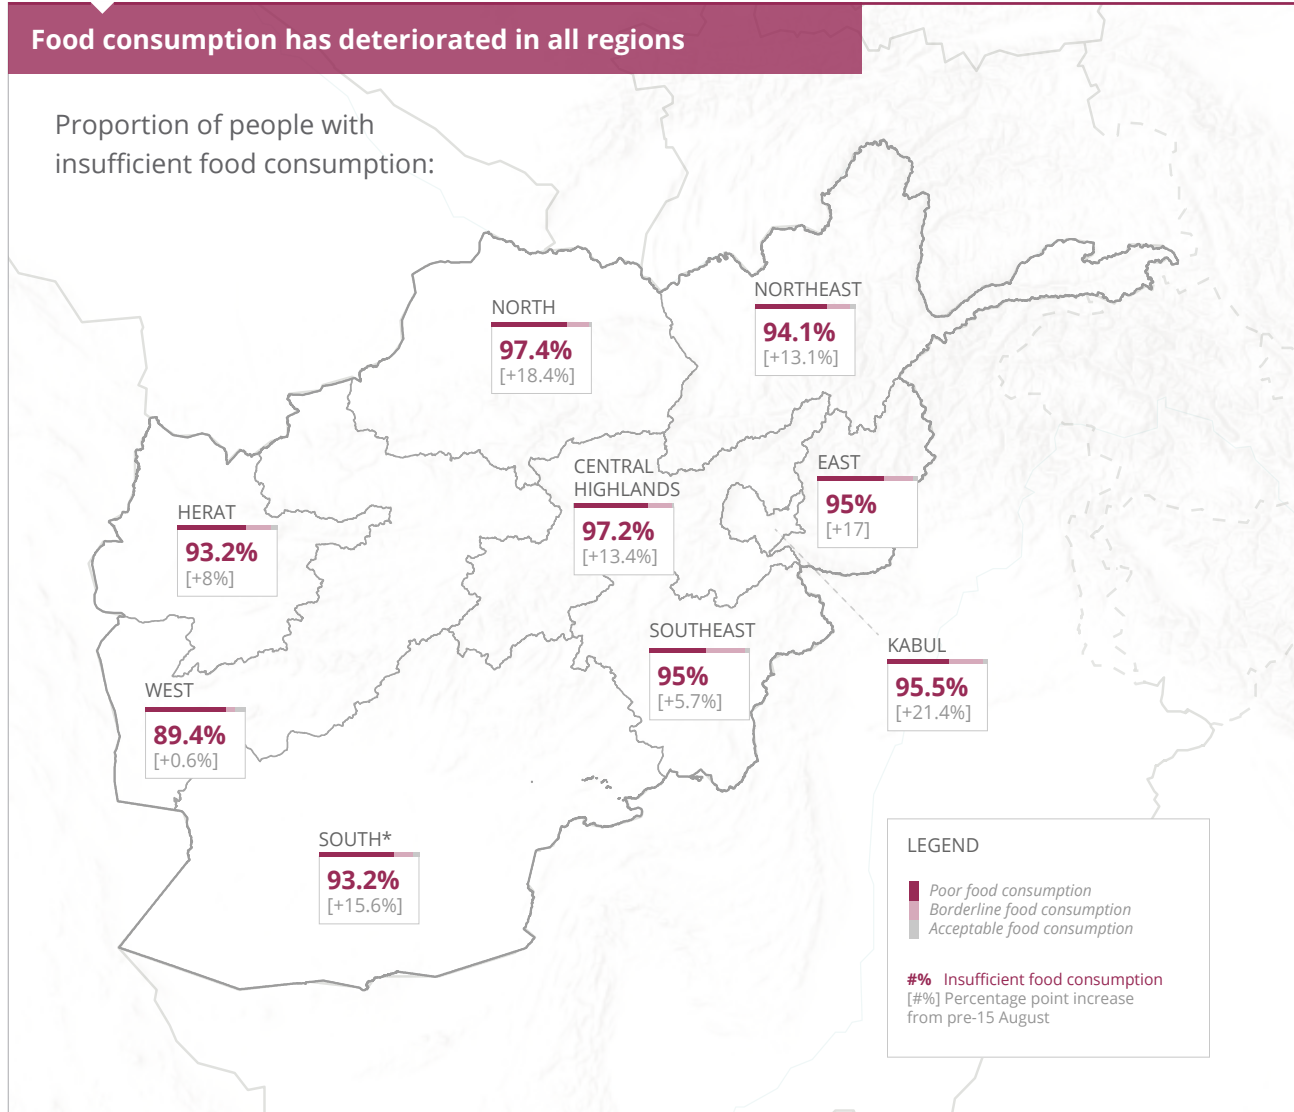 Food consumption has deteriorated in all regions
Proportion of people with
insufficient food consumption:
NORTH
97.4%
[+18.4%]
NORTHEAST
94.1%
[+13.1%]
CENTRAL
HIGHLANDS
97.2%
[+13.4%]
EAST
95%
[+17]
HERAT
93.2%
[+8%]
SOUTHEAST
95%
[+5.7%]
KABUL
95.5%
[+21.4%]
WEST
89.4%
[+0.6%]
SOUTH*
93.2%
[+15.6%]
LEGEND
Poor food consumption
Borderline food consumption
Acceptable food consumption
#% Insufficient food consumption
[#%] Percentage point increase
from pre-15 August